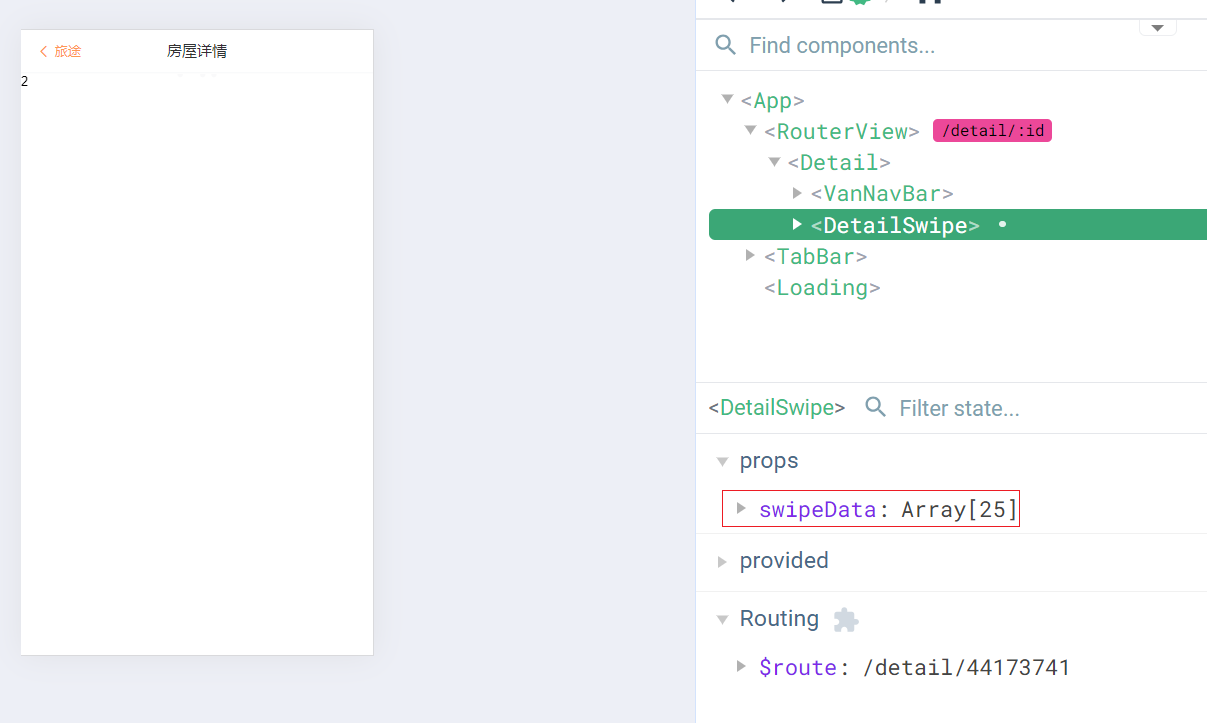 旅途
房屋详情
2
Find components...
<App>
<RouterView> /detail/:id
<Detail>
<VanNavBar>
<DetailSwipe>
<TabBar>
<Loading>
<DetailSwipe> Filter state...
props
swipeData: Array[25]
provided
Routing
$route: /detail/44173741